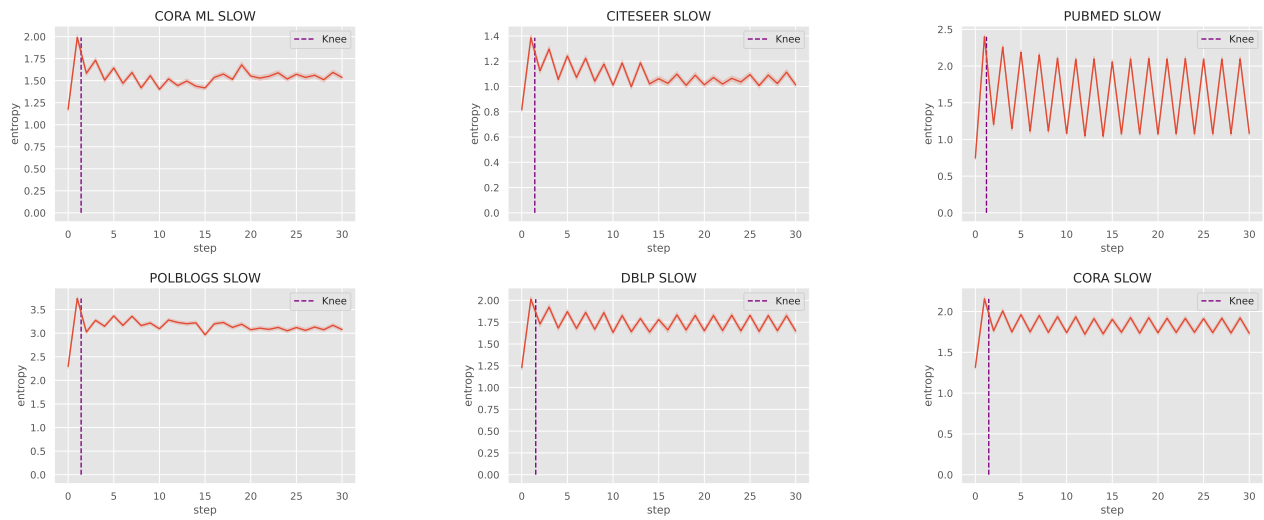 CORA ML SLOW
Knee
entropy
2.00
1.75
1.50
1.25
1.00
0.75
0.50
0.25
0.00
0 5 10 15 20 25 30
step
CITESEER SLOW
Knee
entropy
1.4
1.2
1.0
0.8
0.6
0.4
0.2
0.0
0 5 10 15 20 25 30
step
PUBMED SLOW
Knee
entropy
2.5
2.0
1.5
1.0
0.5
0.0
0 5 10 15 20 25 30
step
POLBLOGS SLOW
Knee
entropy
3.5
3.0
2.5
2.0
1.5
1.0
0.5
0.0
0 5 10 15 20 25 30
step
DBLP SLOW
Knee
entropy
2.00
1.75
1.50
1.25
1.00
0.75
0.50
0.25
0.00
0 5 10 15 20 25 30
step
CORA SLOW
Knee
entropy
2.0
1.5
1.0
0.5
0.0
0 5 10 15 20 25 30
step